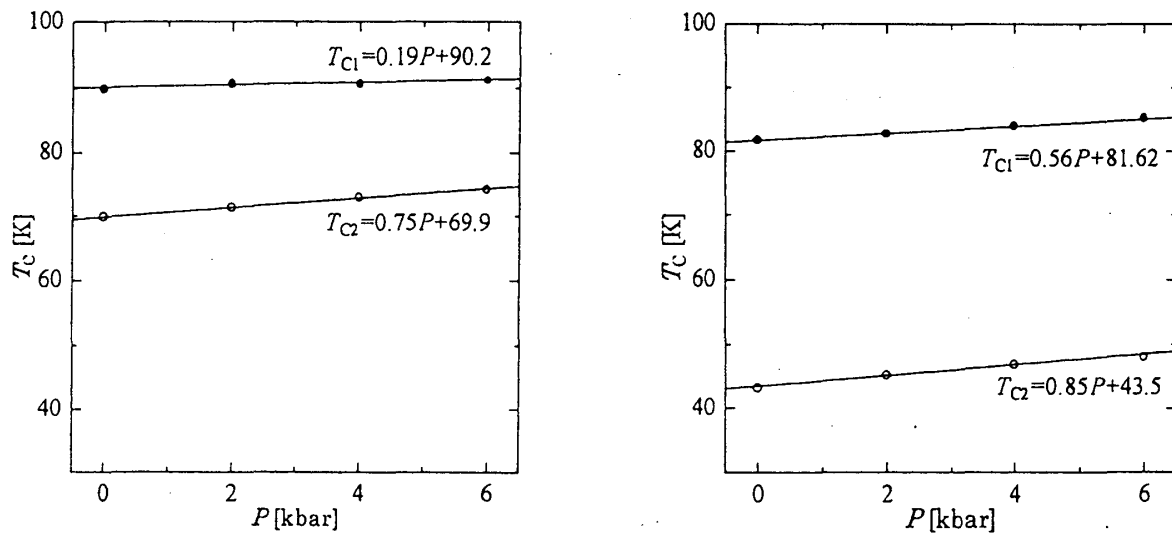 100
80
60
40
T_C [K]
T_C1=0.19P+90.2
T_C2=0.75P+69.9
0 2 4 6
P [kbar]
100
80
60
40
T_C [K]
T_C1=0.56P+81.62
T_C2=0.85P+43.5
0 2 4 6
P [kbar]